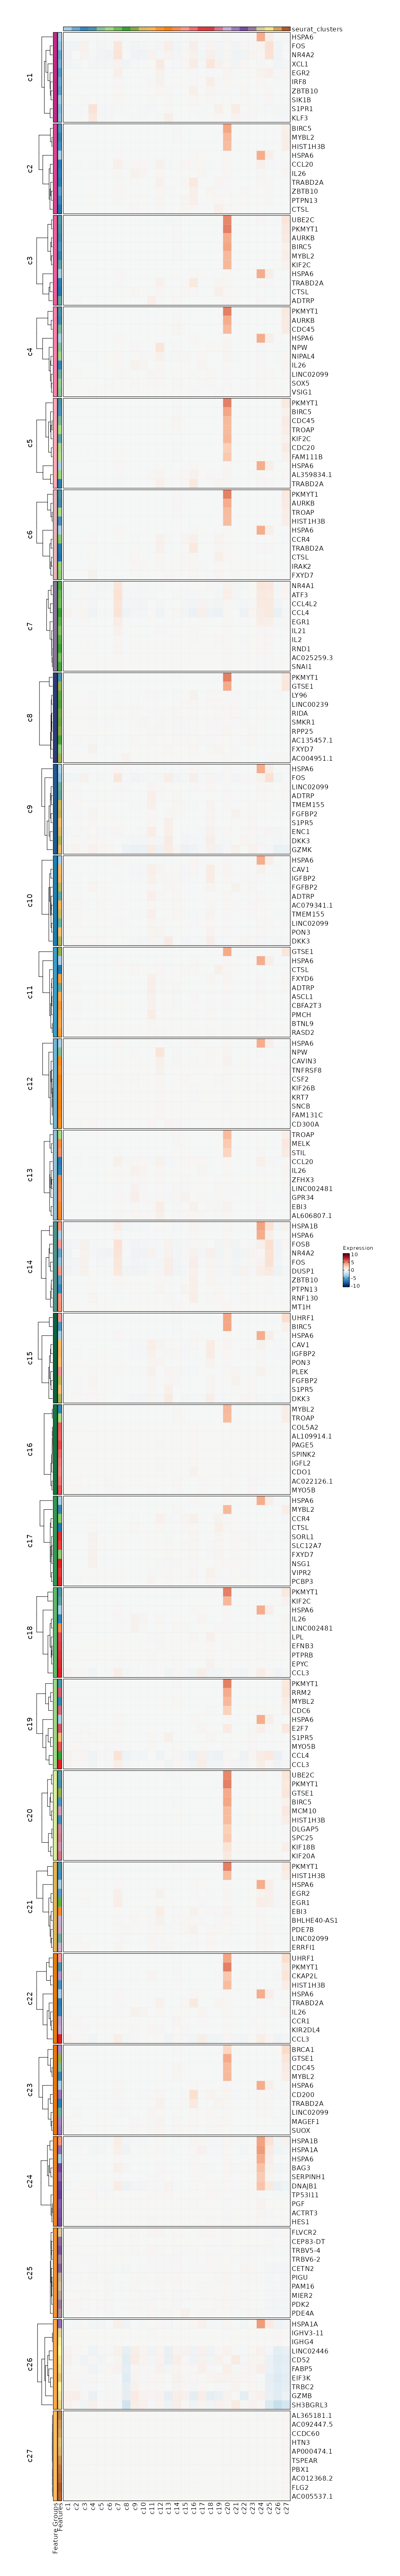 seurat_clusters
c1
HSPA6
FOS
NR4A2
XCL1
EGR2
IRF8
ZBTB10
SIK1B
S1PR1
KLF3
c2
BIRC5
MYBL2
HIST1H3B
HSPA6
CCL20
IL26
TRABD2A
ZBTB10
PTPN13
CTSL
c3
UBE2C
PKMYT1
AURKB
BIRC5
MYBL2
KIF2C
HSPA6
TRABD2A
CTSL
ADTRP
c4
PKMYT1
AURKB
CDC45
HSPA6
NPW
NIPAL4
IL26
LINC02099
SOX5
VSIG1
c5
PKMYT1
BIRC5
CDC45
TROAP
KIF2C
CDC20
FAM111B
HSPA6
AL359834.1
TRABD2A
c6
PKMYT1
AURKB
TROAP
HIST1H3B
HSPA6
CCR4
TRABD2A
CTSL
IRAK2
FXYD7
c7
NR4A1
ATF3
CCL4L2
CCL4
EGR1
IL21
IL2
RND1
AC025259.3
SNAI1
c8
PKMYT1
GTSE1
LY96
LINC00239
RIDA
SMKR1
RPP25
AC135457.1
FXYD7
AC004951.1
c9
HSPA6
FOS
LINC02099
ADTRP
TMEM155
FGFBP2
S1PR5
ENC1
DKK3
GZMK
c10
HSPA6
CAV1
IGFBP2
FGFBP2
ADTRP
AC079341.1
TMEM155
LINC02099
PON3
DKK3
c11
GTSE1
HSPA6
CTSL
FXYD6
ADTRP
ASCL1
CBFA2T3
PMCH
BTNL9
RASD2
c12
HSPA6
NPW
CAVIN3
TNFRSF8
CSF2
KIF26B
KRT7
SNCB
FAM131C
CD300A
c13
TROAP
MELK
STIL
CCL20
IL26
ZFHX3
LINC002481
GPR34
EBI3
AL606807.1
c14
HSPA1B
HSPA6
FOSB
NR4A2
FOS
DUSP1
ZBTB10
PTPN13
RNF130
MT1H
Expression
10
5
0
-5
-10
c15
UHRF1
BIRC5
HSPA6
CAV1
IGFBP2
PON3
PLEK
FGFBP2
S1PR5
DKK3
c16
MYBL2
TROAP
COL5A2
AL109914.1
PAGE5
SPINK2
IGFL2
CDO1
AC022126.1
MYO5B
c17
HSPA6
MYBL2
CCR4
CTSL
SORL1
SLC12A7
FXYD7
NSG1
VIPR2
PCBP3
c18
PKMYT1
KIF2C
HSPA6
IL26
LINC002481
LPL
EFNB3
PTPRB
EPYC
CCL3
c19
PKMYT1
RRM2
MYBL2
CDC6
HSPA6
E2F7
S1PR5
MYO5B
CCL4
CCL3
c20
UBE2C
PKMYT1
GTSE1
BIRC5
MCM10
HIST1H3B
DLGAP5
SPC25
KIF18B
KIF20A
c21
PKMYT1
HIST1H3B
HSPA6
EGR2
EGR1
EBI3
BHLHE40-AS1
PDE7B
LINC02099
ERRFI1
c22
UHRF1
PKMYT1
CKAP2L
HIST1H3B
HSPA6
TRABD2A
IL26
CCR1
KIR2DL4
CCL3
c23
BRCA1
GTSE1
CDC45
MYBL2
HSPA6
CD200
TRABD2A
LINC02099
MAGEF1
SUOX
c24
HSPA1B
HSPA1A
HSPA6
BAG3
SERPINH1
DNAJB1
TP53I11
PGF
ACTRT3
HES1
c25
FLVCR2
CEP83-DT
TRBV5-4
TRBV6-2
CETN2
PIGU
PAM16
MIER2
PDK2
PDE4A
c26
HSPA1A
IGHV3-11
IGHG4
LINC02446
CD52
FABP5
EIF3K
TRBC2
GZMB
SH3BGRL3
c27
AL365181.1
AC092447.5
CCDC60
HTN3
AP000474.1
TSPEAR
PBX1
AC012368.2
FLG2
AC005537.1
Feature Groups
Features
c1
c2
c3
c4
c5
c6
c7
c8
c9
c10
c11
c12
c13
c14
c15
c16
c17
c18
c19
c20
c21
c22
c23
c24
c25
c26
c27